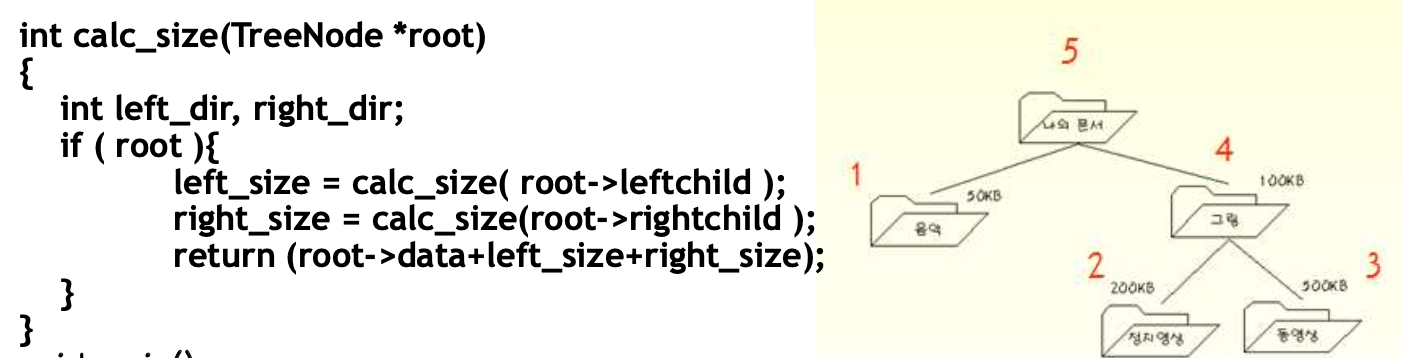 int calc_size(TreeNode *root)
{
int left_dir, right_dir;
if ( root ){
left_size = calc_size( root->leftchild );
right_size = calc_size(root->rightchild );
return (root->data+left_size+right_size);
}
}
5
나의 문서
1
50KB
음악
4
100KB
그림
2
200KB
정지영상
3
500KB
동영상